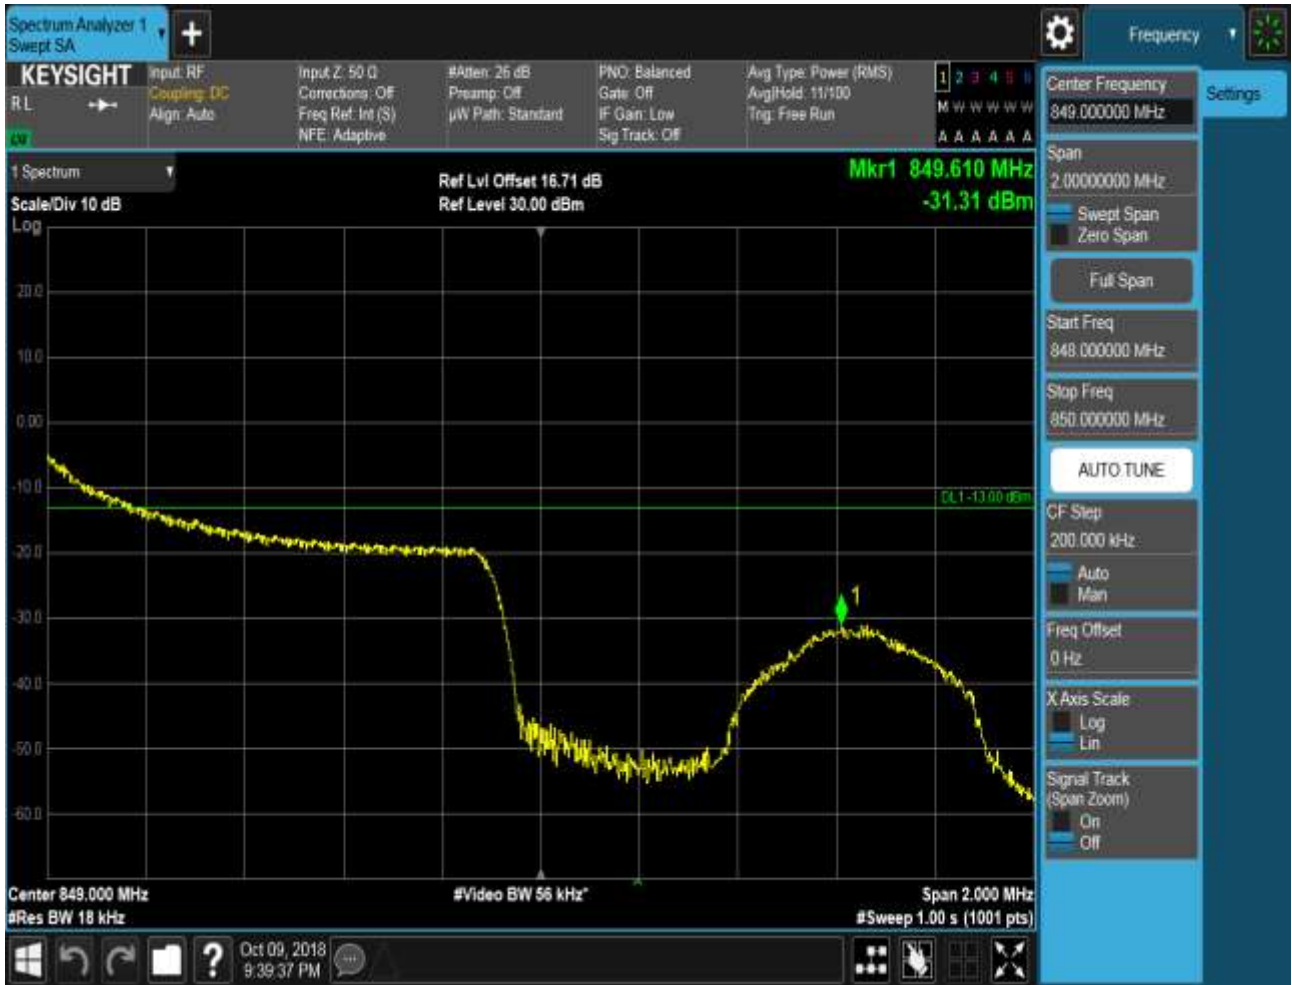 Spectrum Analyzer 1
Swept SA
+
Frequency
KEYSIGHT
RL
Input: RF
Coupling: DC
Align: Auto
Input Z: 50 Ω
Corrections: Off
Freq Ref: Int (S)
NFE: Adaptive
#Atten: 26 dB
Preamp: Off
µW Path: Standard
PNO: Balanced
Gate: Off
IF Gain: Low
Sig Track: Off
Avg Type: Power (RMS)
Avg|Hold: 11/100
Trig: Free Run
1 2 3 4 5 6
M W W W W W
A A A A A A
1 Spectrum
Scale/Div 10 dB
Log
Ref Lvl Offset 16.71 dB
Ref Level 30.00 dBm
Mkr1 849.610 MHz
-31.31 dBm
20.0
10.0
0.00
-10.0
-20.0
-30.0
-40.0
-50.0
-60.0
DL1 -13.00 dBm
1
Center 849.000 MHz
#Res BW 18 kHz
#Video BW 56 kHz*
Span 2.000 MHz
#Sweep 1.00 s (1001 pts)
Oct 09, 2018
9:39:37 PM
?
Center Frequency
849.000000 MHz
Settings
Span
2.00000000 MHz
Swept Span
Zero Span
Full Span
Start Freq
848.000000 MHz
Stop Freq
850.000000 MHz
AUTO TUNE
CF Step
200.000 kHz
Auto
Man
Freq Offset
0 Hz
X Axis Scale
Log
Lin
Signal Track
(Span Zoom)
On
Off